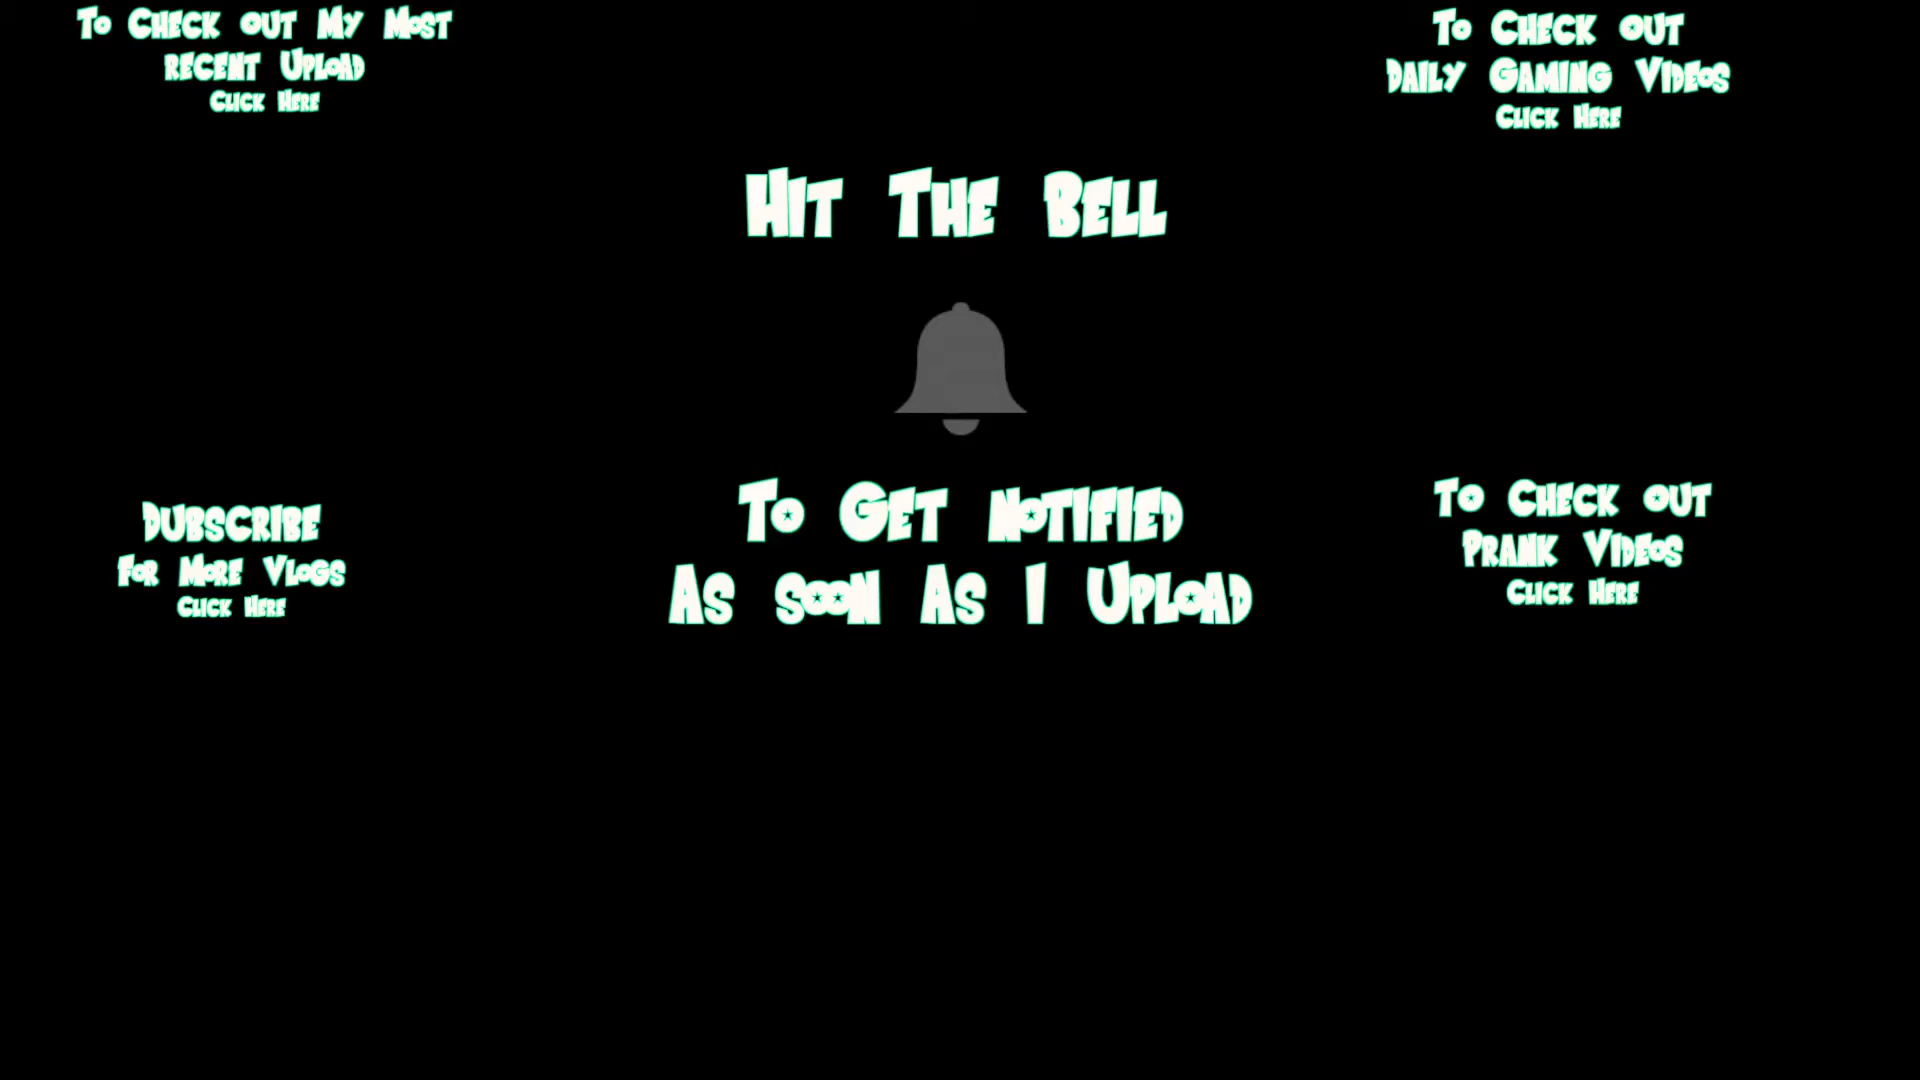 To Check out My Most
recent Upload
Click Here
To Check out
Daily Gaming Videos
Click Here
Hit The Bell
To Get notified
As soon As I Upload
Dubscribe
For More Vlogs
Click Here
To Check out
Prank Videos
Click Here